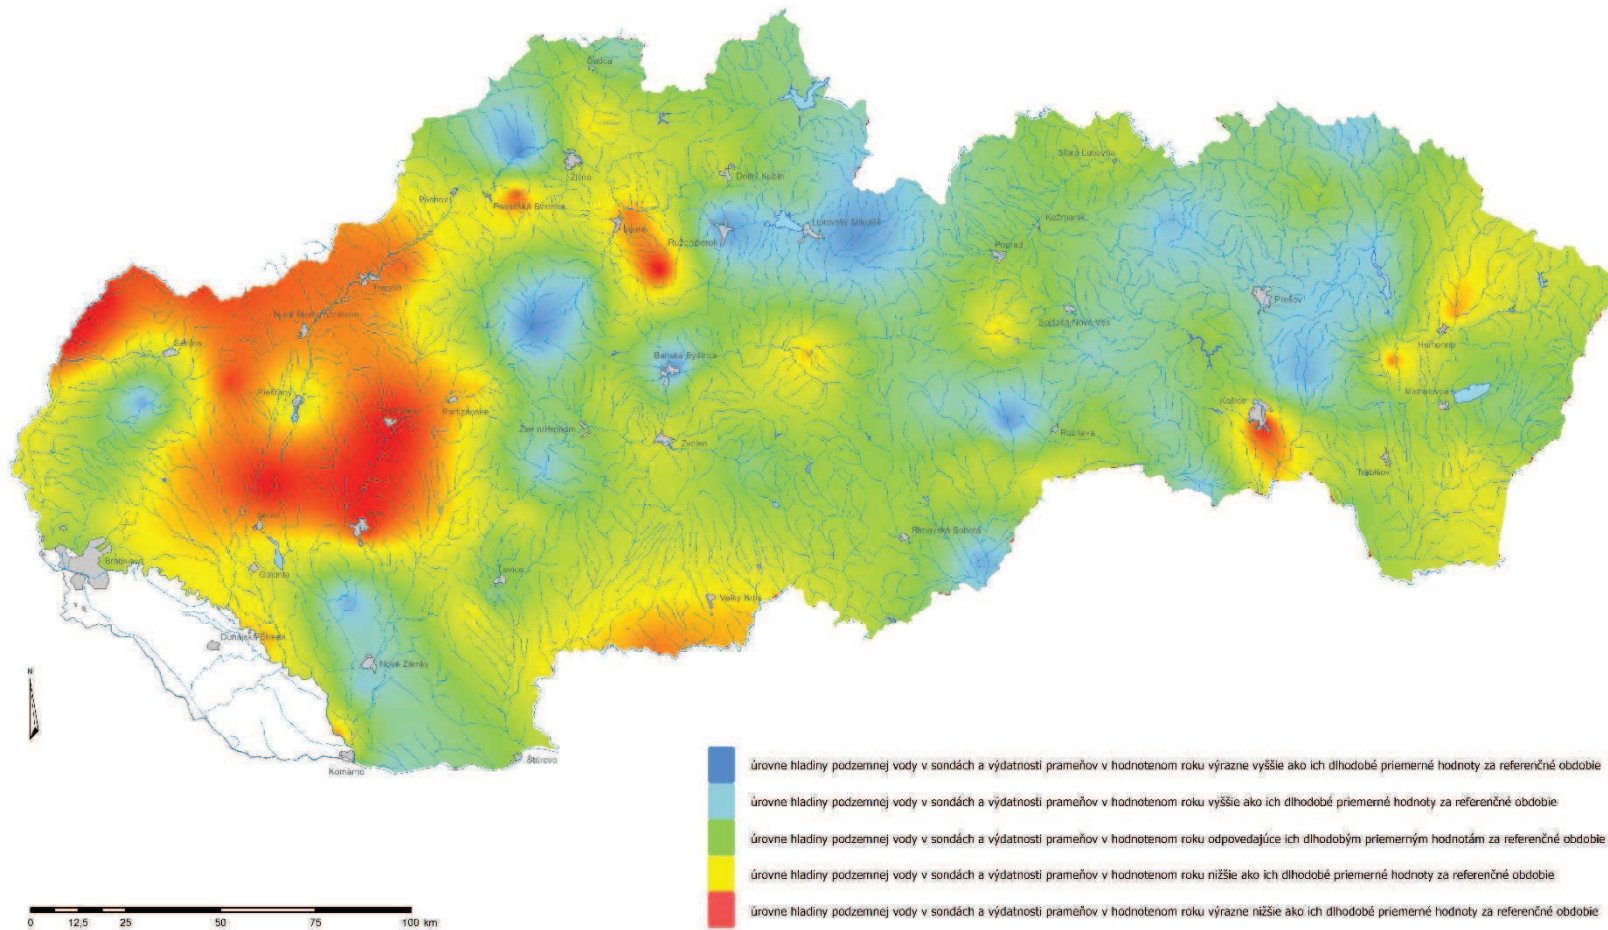 Čadca
Stará Ľubovňa
Žilina
Dolný Kubín
Púchov
Považská Bystrica
Martin
Ružomberok
Liptovský Mikuláš
Kežmarok
Poprad
Trenčín
Nové Mesto n/Váhom
Prešov
Spišská Nová Ves
Senica
Humenné
Banská Bystrica
Piešťany
Partizánske
Michalovce
Košice
Žiar n/Hronom
Zvolen
Rožňava
Trebišov
Rimavská Sobota
Bratislava
Galanta
Levice
Veľký Krtíš
Dunajská Streda
Nové Zámky
N
Komárno
Štúrovo
úrovne hladiny podzemnej vody v sondách a výdatnosti prameňov v hodnotenom roku výrazne vyššie ako ich dlhodobé priemerné hodnoty za referenčné obdobie
úrovne hladiny podzemnej vody v sondách a výdatnosti prameňov v hodnotenom roku vyššie ako ich dlhodobé priemerné hodnoty za referenčné obdobie
úrovne hladiny podzemnej vody v sondách a výdatnosti prameňov v hodnotenom roku odpovedajúce ich dlhodobým priemerným hodnotám za referenčné obdobie
úrovne hladiny podzemnej vody v sondách a výdatnosti prameňov v hodnotenom roku nižšie ako ich dlhodobé priemerné hodnoty za referenčné obdobie
úrovne hladiny podzemnej vody v sondách a výdatnosti prameňov v hodnotenom roku výrazne nižšie ako ich dlhodobé priemerné hodnoty za referenčné obdobie
0 12,5 25 50 75 100 km